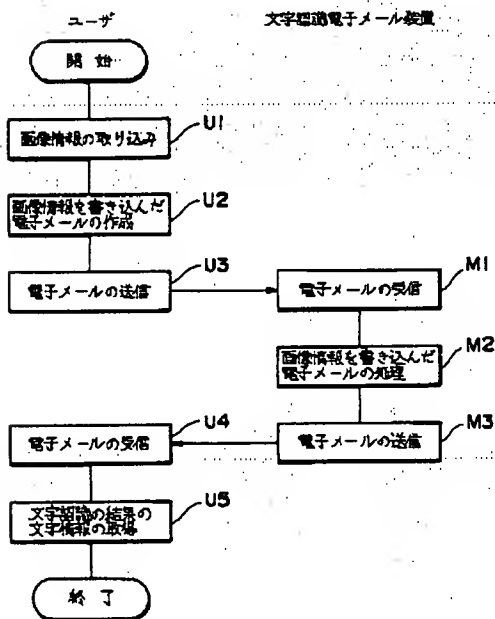 ユーザ
文字認識電子メール装置
開始
画像情報の取り込み
U1
画像情報を書き込んだ
電子メールの作成
U2
電子メールの送信
U3
電子メールの受信
M1
画像情報を書き込んだ
電子メールの処理
M2
電子メールの送信
M3
電子メールの受信
U4
文字認識の結果の
文字情報の取得
U5
終了